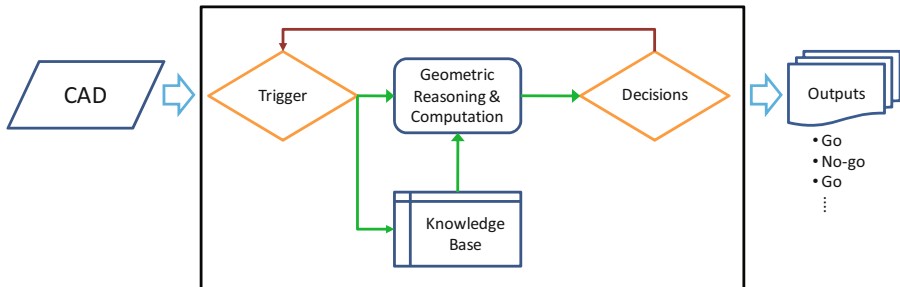 CAD
Trigger
Geometric
Reasoning &
Computation
Decisions
Knowledge
Base
Outputs
• Go
• No-go
• Go
⋮